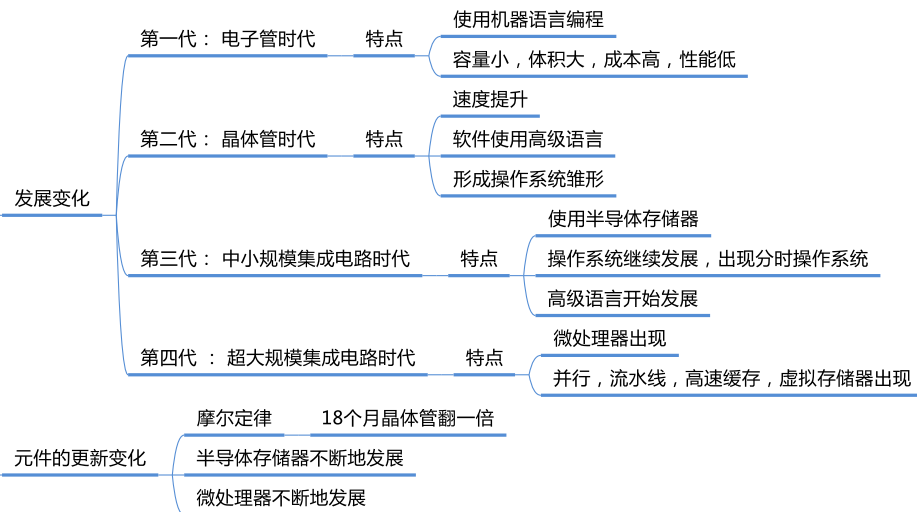 发展变化
第一代： 电子管时代
特点
使用机器语言编程
容量小，体积大，成本高，性能低
第二代： 晶体管时代
特点
速度提升
软件使用高级语言
形成操作系统雏形
第三代： 中小规模集成电路时代
特点
使用半导体存储器
操作系统继续发展，出现分时操作系统
高级语言开始发展
第四代 ： 超大规模集成电路时代
特点
微处理器出现
并行，流水线，高速缓存，虚拟存储器出现
元件的更新变化
摩尔定律
18个月晶体管翻一倍
半导体存储器不断地发展
微处理器不断地发展